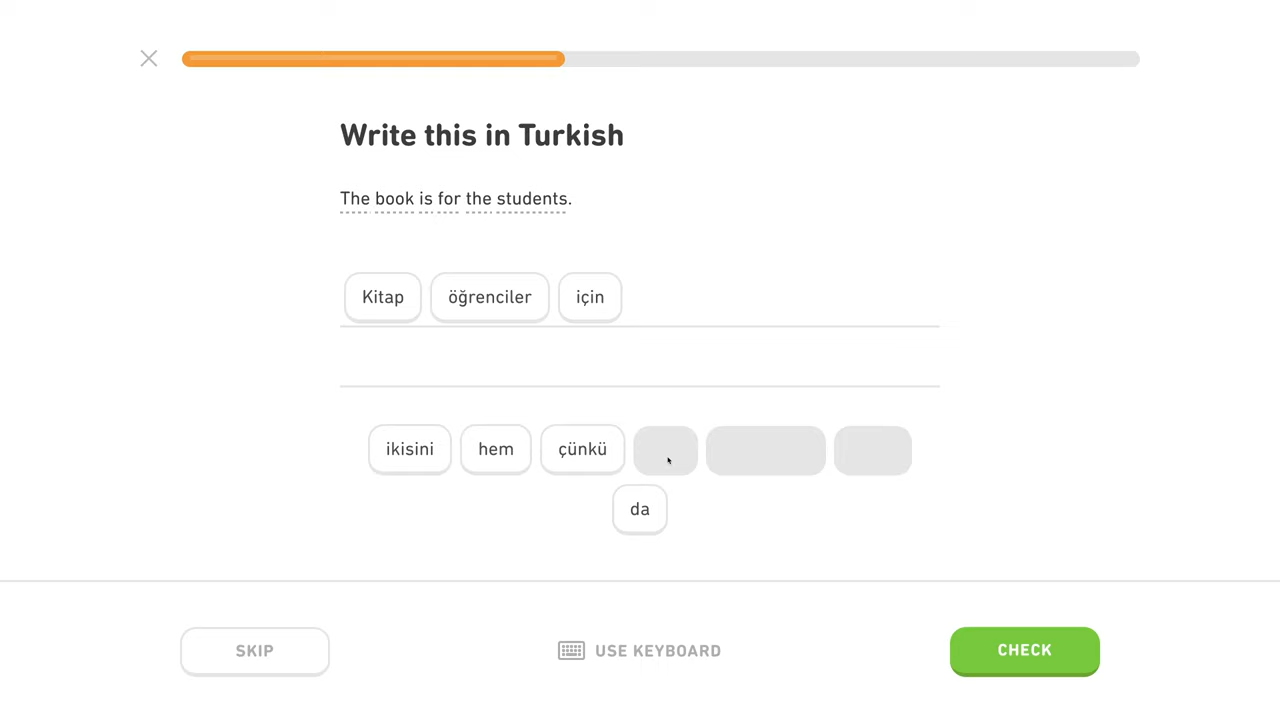 Write this in Turkish
The book is for the students.
Kitap öğrenciler için
ikisini hem çünkü
da
SKIP USE KEYBOARD CHECK